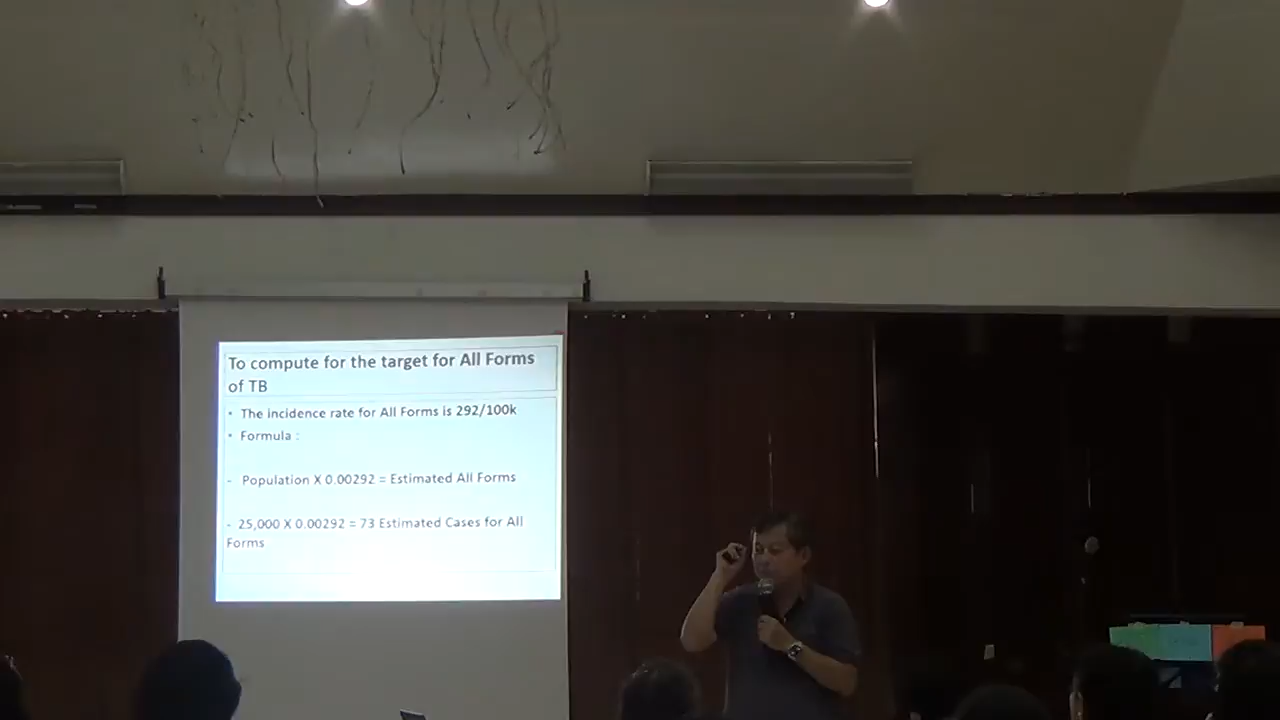 To compute for the target for All Forms
of TB
• The incidence rate for All Forms is 292/100k
• Formula :
- Population X 0.00292 = Estimated All Forms
- 25,000 X 0.00292 = 73 Estimated Cases for All
Forms